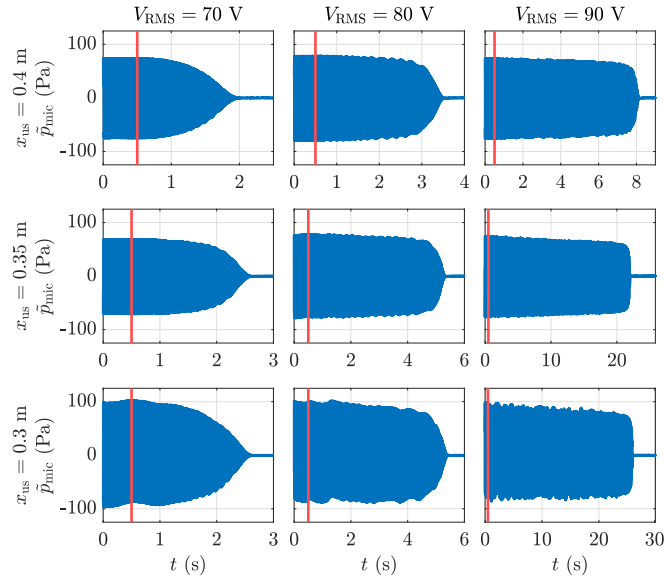 V_RMS = 70 V V_RMS = 80 V V_RMS = 90 V
x_us = 0.4 m
p̃_mic (Pa)
100
0
-100
0 1 2
0 1 2 3 4
0 2 4 6 8
x_us = 0.35 m
p̃_mic (Pa)
100
0
-100
0 1 2 3
0 2 4 6
0 10 20
x_us = 0.3 m
p̃_mic (Pa)
100
0
-100
0 1 2 3
0 2 4 6
0 10 20 30
t (s) t (s) t (s)